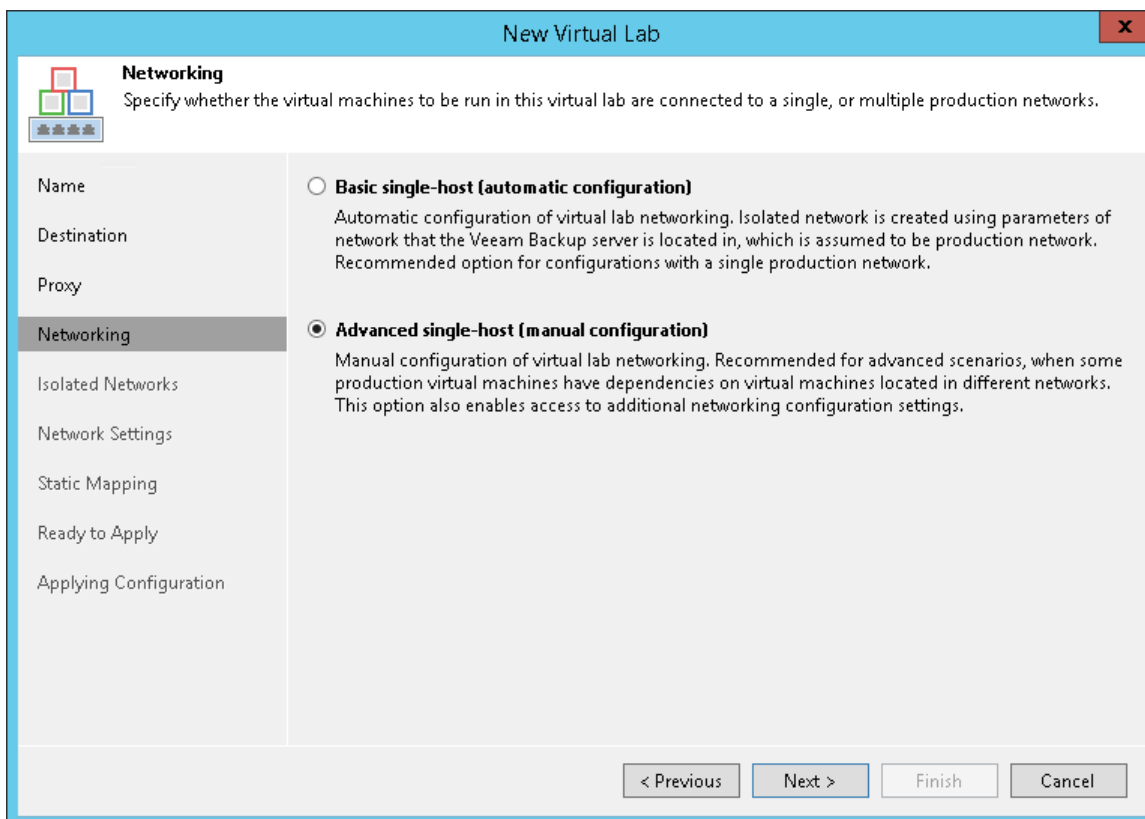 New Virtual Lab
x
Networking
Specify whether the virtual machines to be run in this virtual lab are connected to a single, or multiple production networks.
Name
Destination
Proxy
Networking
Isolated Networks
Network Settings
Static Mapping
Ready to Apply
Applying Configuration
Basic single-host (automatic configuration)
Automatic configuration of virtual lab networking. Isolated network is created using parameters of
network that the Veeam Backup server is located in, which is assumed to be production network.
Recommended option for configurations with a single production network.
Advanced single-host (manual configuration)
Manual configuration of virtual lab networking. Recommended for advanced scenarios, when some
production virtual machines have dependencies on virtual machines located in different networks.
This option also enables access to additional networking configuration settings.
< Previous
Next >
Finish
Cancel